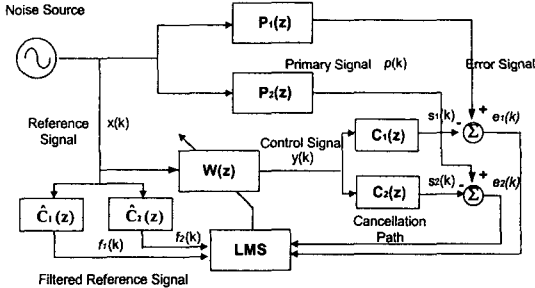 Noise Source
P₁(z)
Primary Signal p(k)
Error Signal
P₂(z)
Reference
Signal
x(k)
Control Signal
y(k)
W(z)
C₁(z)
s1(k)
+
-
Σ
e₁(k)
C₂(z)
s₂(k)
+
-
Σ
e₂(k)
Cancellation
Path
Ĉ₁(z)
Ĉ₂(z)
f₁(k)
f₂(k)
LMS
Filtered Reference Signal